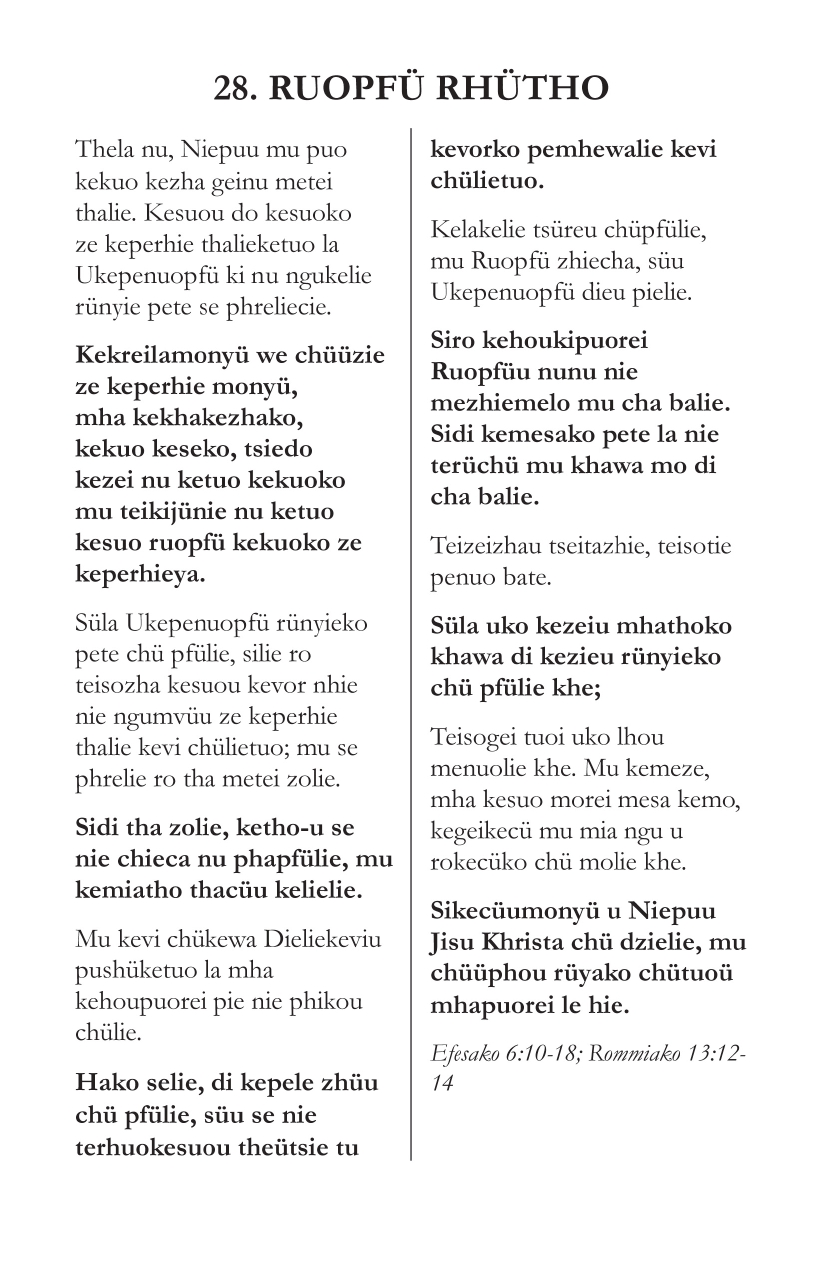 28. RUOPFÜ RHÜTHO
Thela nu, Niepuu mu puo
kekuo kezha geinu metei
thalie. Kesuou do kesuoko
ze keperhie thalieketuo la
Ukepenuopfü ki nu ngukelie
rünyie pete se phreliecie.
Kekreilamonyü we chüüzie
ze keperhie monyü,
mha kekhakezhako,
kekuo keseko, tsiedo
kezei nu ketuo kekuoko
mu teikijünie nu ketuo
kesuo ruopfü kekuoko ze
keperhieya.
Süla Ukepenuopfü rünyieko
pete chü pfülie, silie ro
teisozha kesuou kevor nhie
nie ngumvüu ze keperhie
thalie kevi chülietuo; mu se
phrelie ro tha metei zolie.
Sidi tha zolie, ketho-u se
nie chieca nu phapfülie, mu
kemiatho thacüu kelielie.
Mu kevi chükewa Dieliekeviu
pushüketuo la mha
kehoupuorei pie nie phikou
chülie.
Hako selie, di kepele zhüu
chü pfülie, süu se nie
terhuokesuou theütsie tu
kevorko pemhewalie kevi
chülietuo.
Kelakelie tsüreu chüpfülie,
mu Ruopfü zhiecha, süu
Ukepenuopfü dieu pielie.
Siro kehoukipuorei
Ruopfüu nunu nie
mezhiemelo mu cha balie.
Sidi kemesako pete la nie
terüchü mu khawa mo di
cha balie.
Teizeizhau tseitazhie, teisotie
penuo bate.
Süla uko kezeiu mhathoko
khawa di kezieu rünyieko
chü pfülie khe;
Teisogei tuoi uko lhou
menuolie khe. Mu kemeze,
mha kesuo morei mesa kemo,
kegeikecü mu mia ngu u
rokecüko chü molie khe.
Sikecüumonyü u Niepuu
Jisu Khrista chü dzielie, mu
chüüphou rüyako chütuoü
mhapuorei le hie.
Efesako 6:10-18; Rommiako 13:12-
14